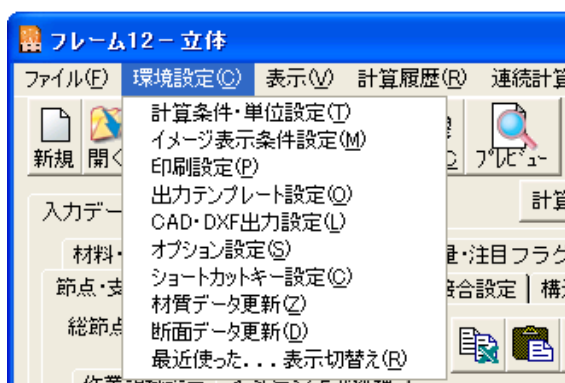 フレーム12－立体
ファイル(F) 環境設定(C) 表示(V) 計算履歴(R) 連続計算
新規 開く プレビュー
計算条件・単位設定(T)
イメージ表示条件設定(M)
印刷設定(P)
出力テンプレート設定(O)
CAD・DXF出力設定(L)
オプション設定(S)
ショートカットキー設定(C)
材質データ更新(Z)
断面データ更新(D)
最近使った...表示切替え(R)
入力デー
材料・ 量・注目フラグ
節点・支 接合設定 構
総節点